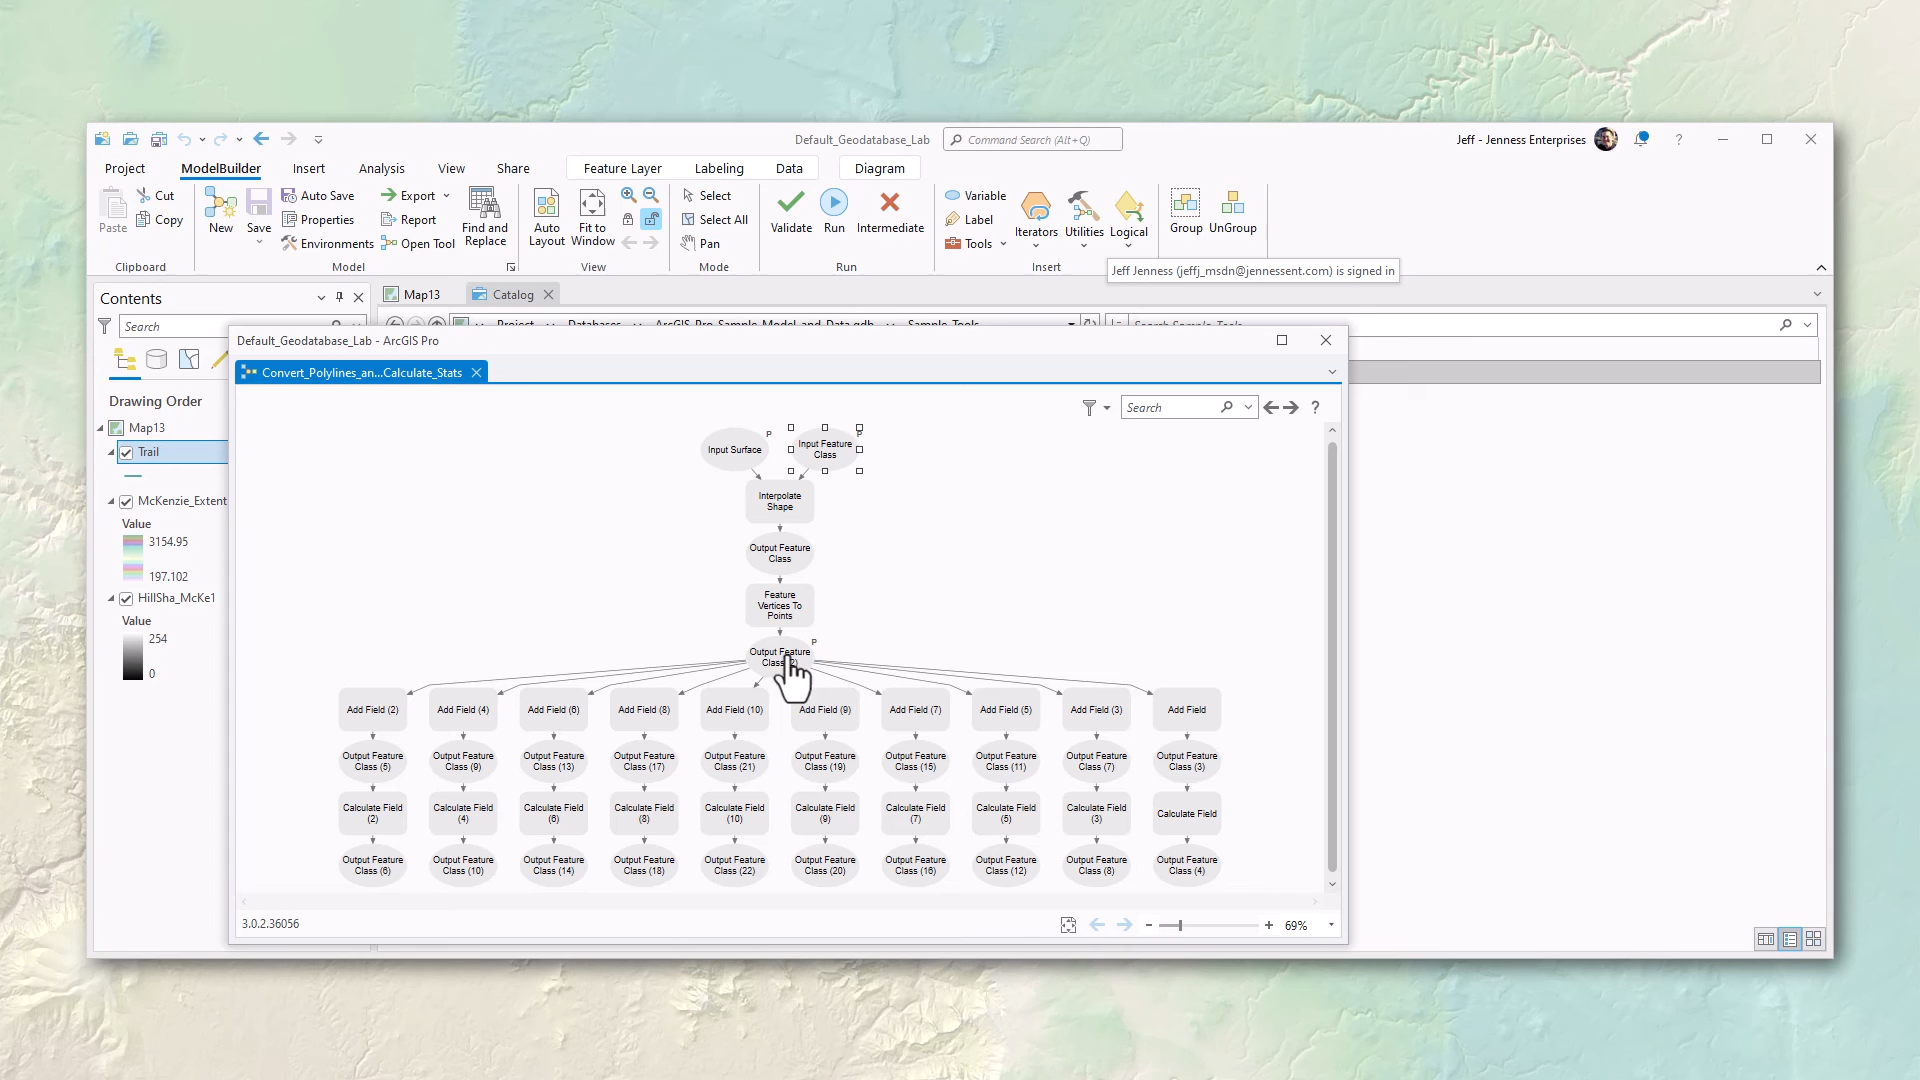 Default_Geodatabase_Lab
Command Search (Alt+Q)
Jeff - Jenness Enterprises
?
Project
ModelBuilder
Insert
Analysis
View
Share
Feature Layer
Labeling
Data
Diagram
Paste
Cut
Copy
Clipboard
New
Save
Auto Save
Properties
Environments
Export
Report
Open Tool
Find and
Replace
Model
Auto
Layout
Fit to
Window
View
Select
Select All
Pan
Mode
Validate
Run
Intermediate
Run
Variable
Label
Tools
Iterators
Utilities
Logical
Insert
Group
UnGroup
Jeff Jenness (jeffj_msdn@jennessent.com) is signed in
Contents
Search
Drawing Order
Map13
Trail
McKenzie_Extent
Value
3154.95
197.102
HillSha_McKe1
Value
254
0
Map13
Catalog
Project
Databases
ArcGIS_Pro_Sample_Model_and_Data.gdb
Sample_Tools
Search Sample_Tools
Default_Geodatabase_Lab - ArcGIS Pro
Convert_Polylines_an...Calculate_Stats
Search
?
Input Surface
P
Input Feature
Class
P
Interpolate
Shape
Output Feature
Class
Feature
Vertices To
Points
Output Feature
Class (2)
P
Add Field (2)
Add Field (4)
Add Field (6)
Add Field (8)
Add Field (10)
Add Field (9)
Add Field (7)
Add Field (5)
Add Field (3)
Add Field
Output Feature
Class (5)
Output Feature
Class (9)
Output Feature
Class (13)
Output Feature
Class (17)
Output Feature
Class (21)
Output Feature
Class (19)
Output Feature
Class (15)
Output Feature
Class (11)
Output Feature
Class (7)
Output Feature
Class (3)
Calculate Field
(2)
Calculate Field
(4)
Calculate Field
(6)
Calculate Field
(8)
Calculate Field
(10)
Calculate Field
(9)
Calculate Field
(7)
Calculate Field
(5)
Calculate Field
(3)
Calculate Field
Output Feature
Class (6)
Output Feature
Class (10)
Output Feature
Class (14)
Output Feature
Class (18)
Output Feature
Class (22)
Output Feature
Class (20)
Output Feature
Class (16)
Output Feature
Class (12)
Output Feature
Class (8)
Output Feature
Class (4)
3.0.2.36056
69%